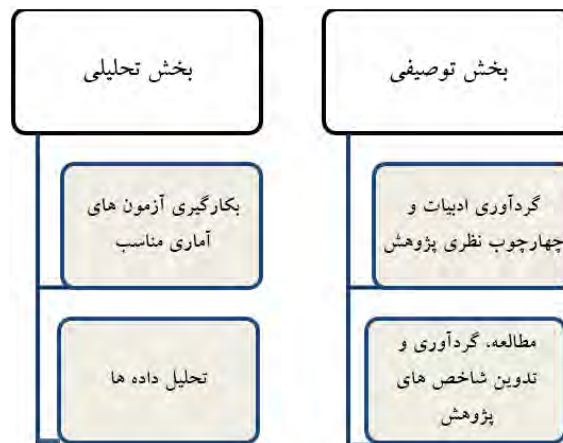 بخش توصیفی
گردآوری ادبیات و
چهارچوب نظری پژوهش
مطالعه، گردآوری و
تدوین شاخص های
پژوهش
بخش تحلیلی
بکارگیری آزمون های
آماری مناسب
تحلیل داده ها